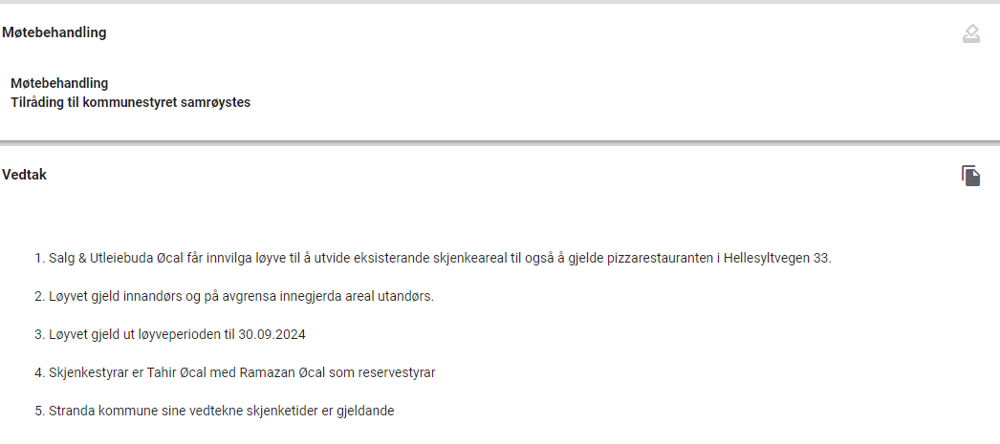 Møtebehandling
Møtebehandling
Tilråding til kommunestyret samrøystes
Vedtak
1. Salg & Utleiebuda Øcal får innvilga løyve til å utvide eksisterande skjenkeareal til også å gjelde pizzarestauranten i Hellesyltvegen 33.
2. Løyvet gjeld innandørs og på avgrensa innegjerda areal utandørs.
3. Løyvet gjeld ut løyveperioden til 30.09.2024
4. Skjenkestyrar er Tahir Øcal med Ramazan Øcal som reservestyrar
5. Stranda kommune sine vedtekne skjenketider er gjeldande